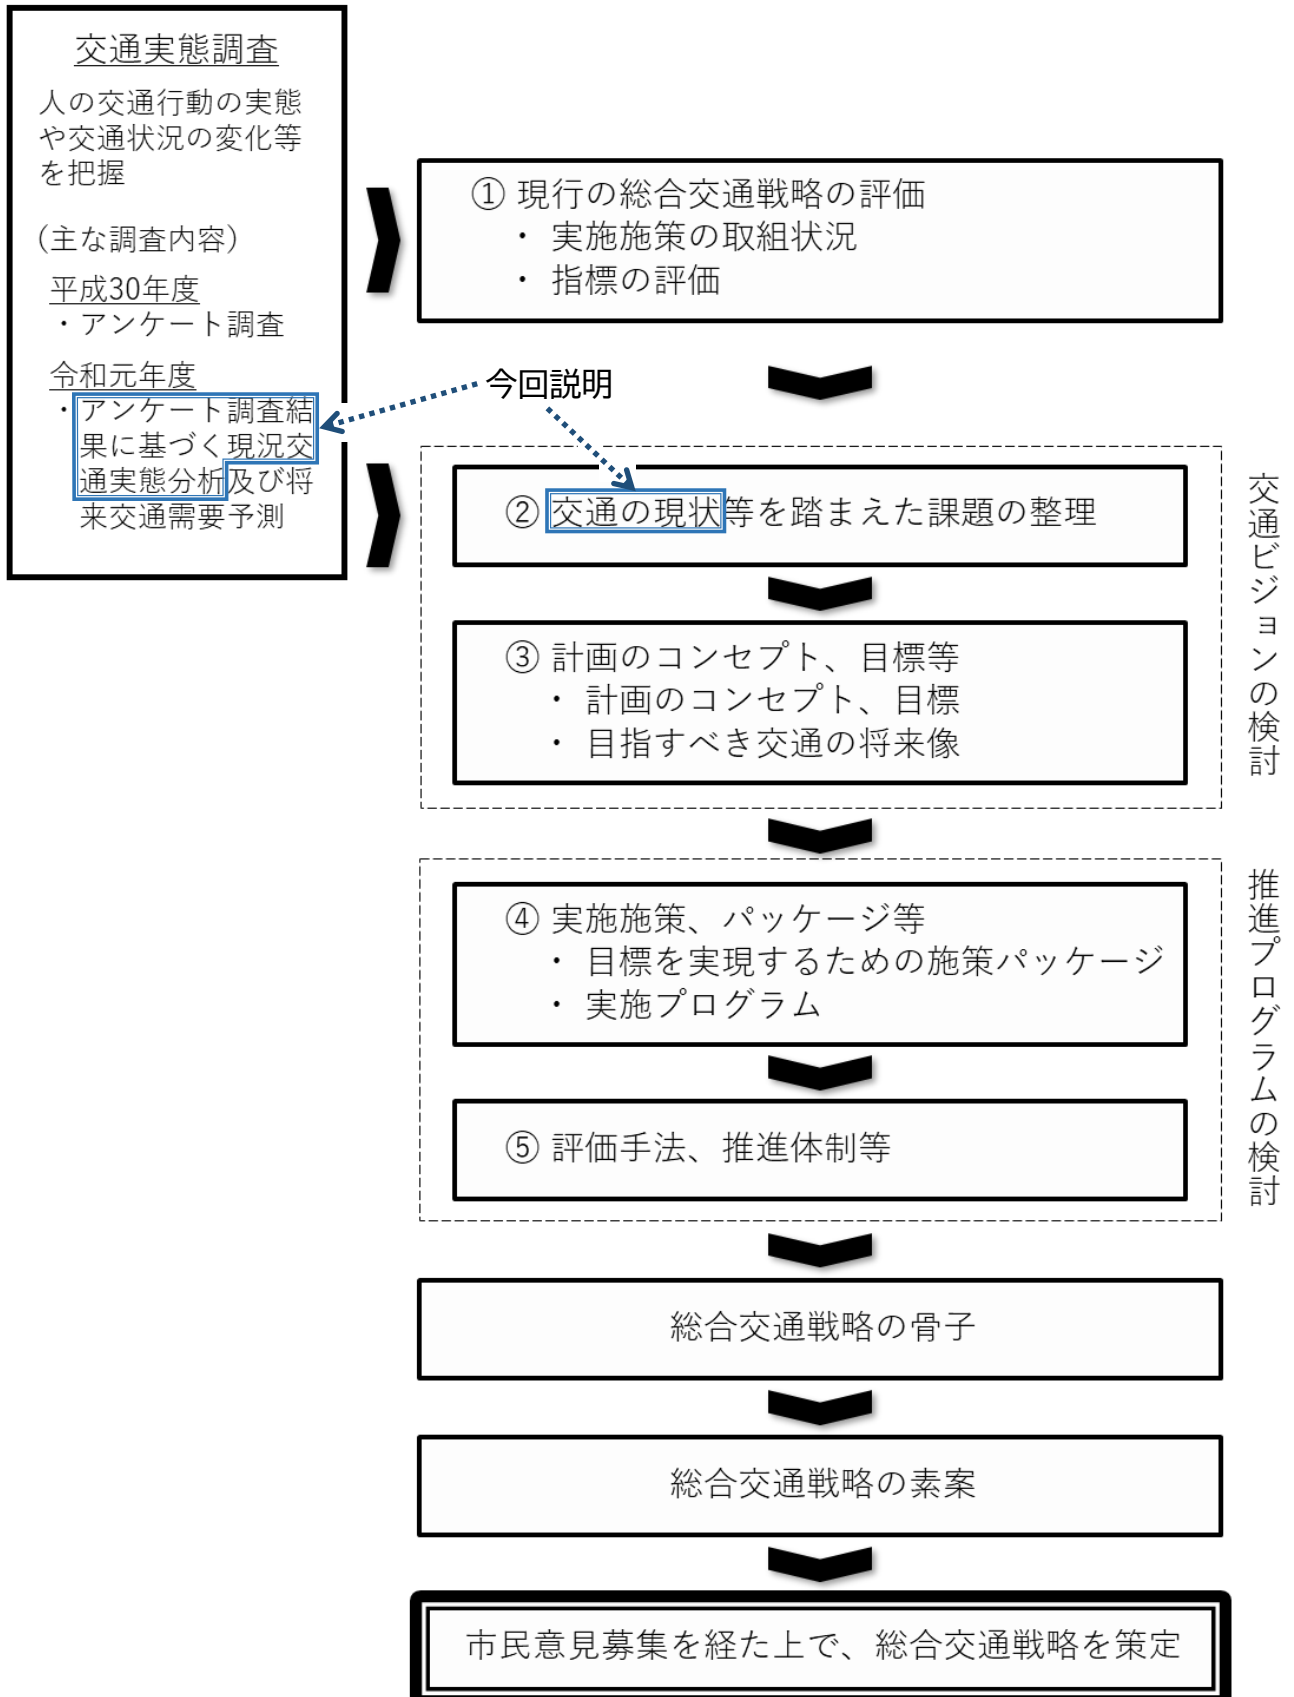 交通実態調査
人の交通行動の実態
や交通状況の変化等
を把握
(主な調査内容)
平成30年度
・アンケート調査
令和元年度
・アンケート調査結
果に基づく現況交
通実態分析及び将
来交通需要予測
① 現行の総合交通戦略の評価
・ 実施施策の取組状況
・ 指標の評価
今回説明
② 交通の現状等を踏まえた課題の整理
③ 計画のコンセプト、目標等
・ 計画のコンセプト、目標
・ 目指すべき交通の将来像
交通ビジョンの検討
④ 実施施策、パッケージ等
・ 目標を実現するための施策パッケージ
・ 実施プログラム
⑤ 評価手法、推進体制等
推進プログラムの検討
総合交通戦略の骨子
総合交通戦略の素案
市民意見募集を経た上で、総合交通戦略を策定